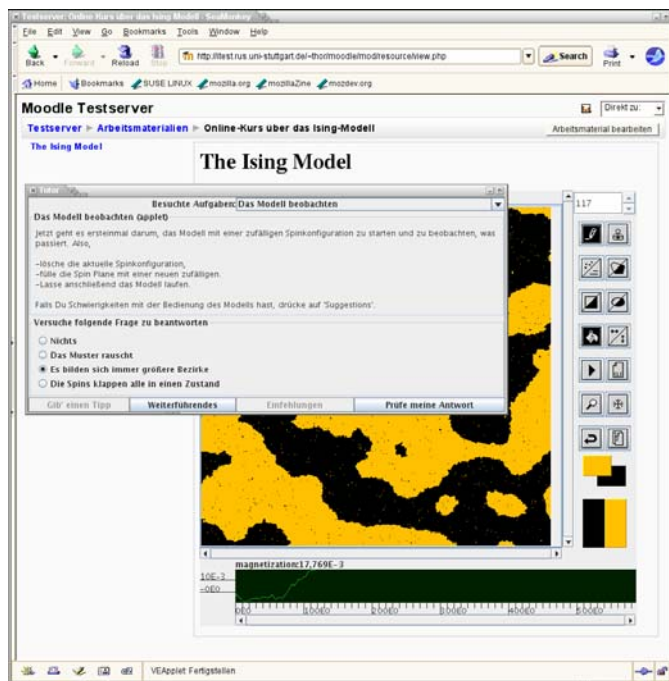 Testserver: Online-Kurs über das Ising-Modell - SeaMonkey
File Edit View Go Bookmarks Tools Window Help
Back Forward Reload Stop http://itest.rus.uni-stuttgart.de/~thor/moodle/mod/resource/view.php Search Print
Home Bookmarks SUSE LINUX mozilla.org mozillaZine mozdev.org
Moodle Testserver
Direkt zu:
Testserver ► Arbeitsmaterialien ► Online-Kurs über das Ising-Modell
Arbeitsmaterial bearbeiten
The Ising Model
The Ising Model
117
Tutor
Besuchte Aufgaben: Das Modell beobachten
Das Modell beobachten (applet)
Jetzt geht es ersteinmal darum, das Modell mit einer zufälligen Spinkonfiguration zu starten und zu beobachten, was
passiert. Also,
-lösche die aktuelle Spinkonfiguration,
-fülle die Spin Plane mit einer neuen zufälligen.
-Lasse anschließend das Modell laufen.
Falls Du Schwierigkeiten mit der Bedienung des Modells hast, drücke auf 'Suggestions'.
Versuche folgende Frage zu beantworten
Nichts
Das Muster rauscht
Es bilden sich immer größere Bezirke
Die Spins klappen alle in einen Zustand
Gib' einen Tipp Weiterführendes Emfehlungen Prüfe meine Antwort
magnetization:17,769E-3
10E-3
-0E0
0E0 100E0 200E0 300E0 400E0 500E0
VEApplet Fertigstellen